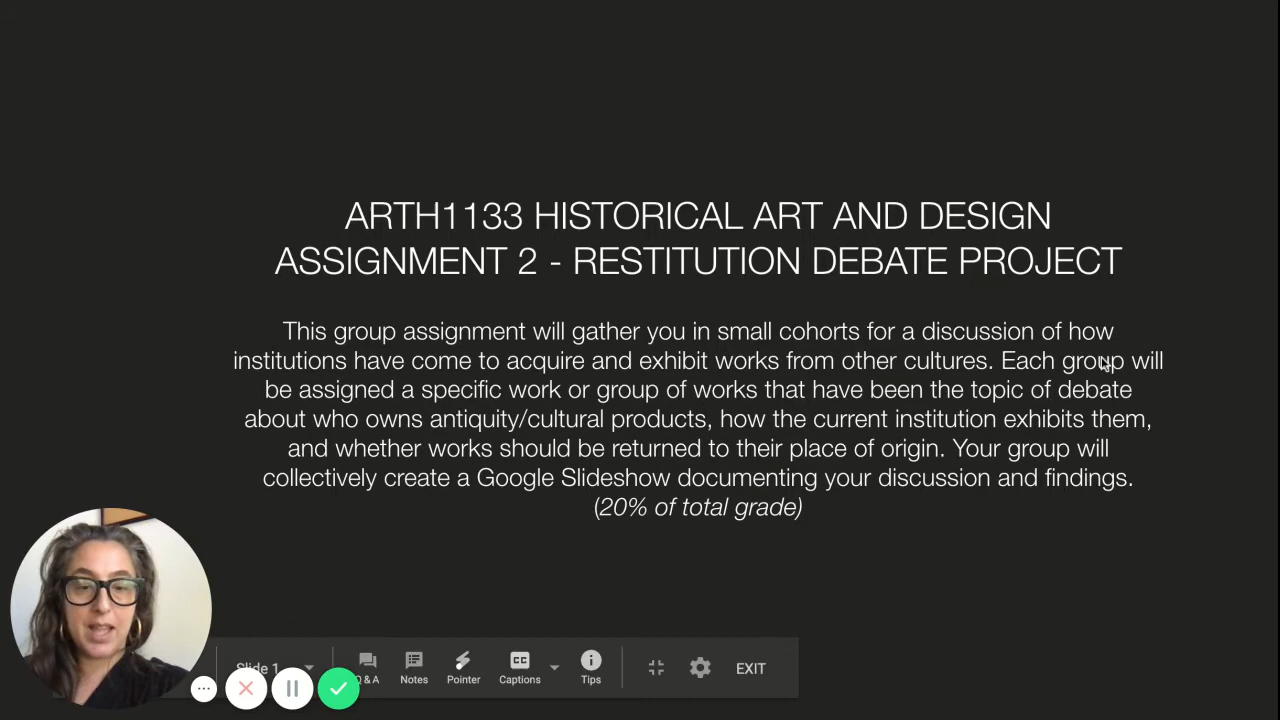 ARTH1133 HISTORICAL ART AND DESIGN
ASSIGNMENT 2 - RESTITUTION DEBATE PROJECT
This group assignment will gather you in small cohorts for a discussion of how
institutions have come to acquire and exhibit works from other cultures. Each group will
be assigned a specific work or group of works that have been the topic of debate
about who owns antiquity/cultural products, how the current institution exhibits them,
and whether works should be returned to their place of origin. Your group will
collectively create a Google Slideshow documenting your discussion and findings.
(20% of total grade)
Slide 1
& A
Notes
Pointer
CC
Captions
Tips
EXIT